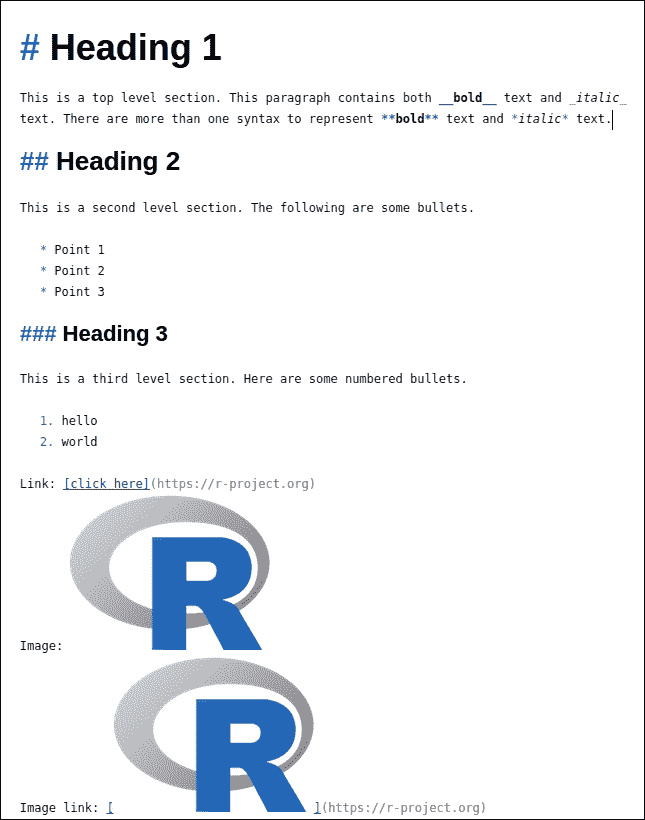 # Heading 1
This is a top level section. This paragraph contains both __bold__ text and _italic_
text. There are more than one syntax to represent **bold** text and *italic* text.
## Heading 2
This is a second level section. The following are some bullets.
* Point 1
* Point 2
* Point 3
### Heading 3
This is a third level section. Here are some numbered bullets.
1. hello
2. world
Link: [click here](https://r-project.org)
R
Image:
R
Image link: [ ](https://r-project.org)